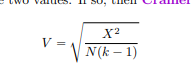 e two values. If so, then Cramer
V = √(X² / N(k − 1))